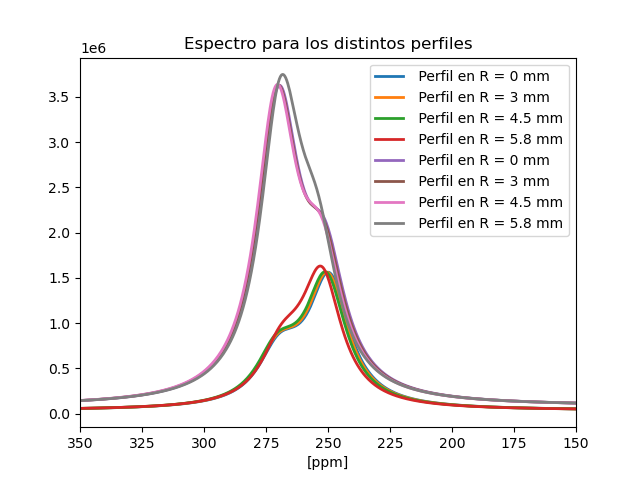 Espectro para los distintos perfiles
1e6
Perfil en R = 0 mm
Perfil en R = 3 mm
Perfil en R = 4.5 mm
Perfil en R = 5.8 mm
Perfil en R = 0 mm
Perfil en R = 3 mm
Perfil en R = 4.5 mm
Perfil en R = 5.8 mm
3.5
3.0
2.5
2.0
1.5
1.0
0.5
0.0
350 325 300 275 250 225 200 175 150
[ppm]